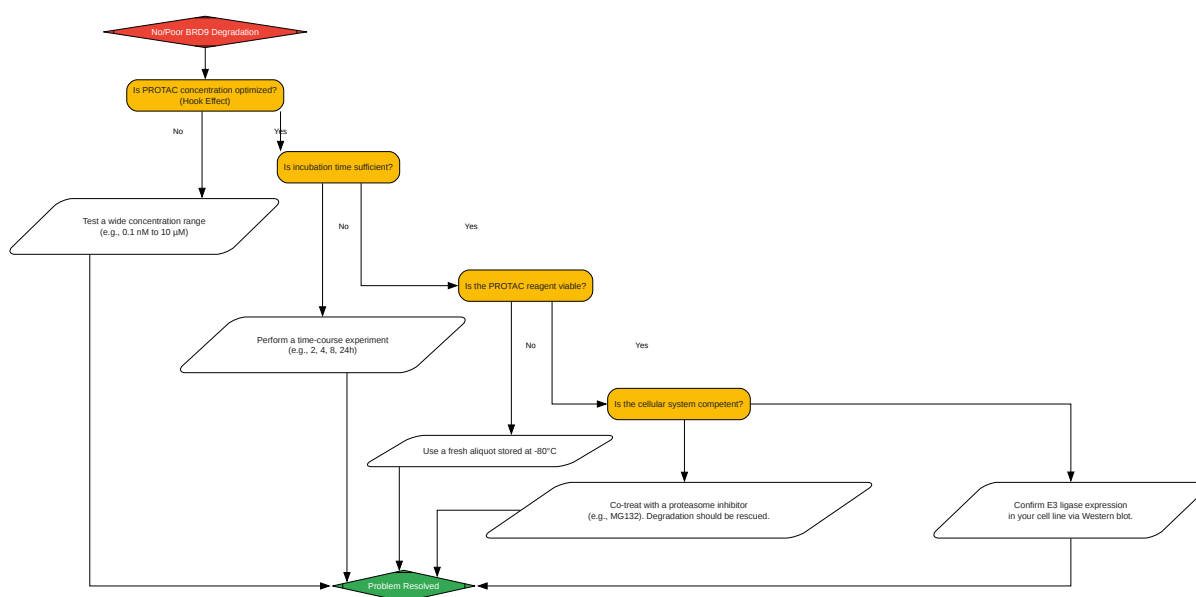 No/Poor BRD9 Degradation
Is PROTAC concentration optimized?
(Hook Effect)
No
Yes
Is incubation time sufficient?
Test a wide concentration range
(e.g., 0.1 nM to 10 µM)
No
Yes
Is the PROTAC reagent viable?
Perform a time-course experiment
(e.g., 2, 4, 8, 24h)
No
Yes
Is the cellular system competent?
Use a fresh aliquot stored at -80°C
Co-treat with a proteasome inhibitor
(e.g., MG132). Degradation should be rescued.
Confirm E3 ligase expression
in your cell line via Western blot.
Problem Resolved